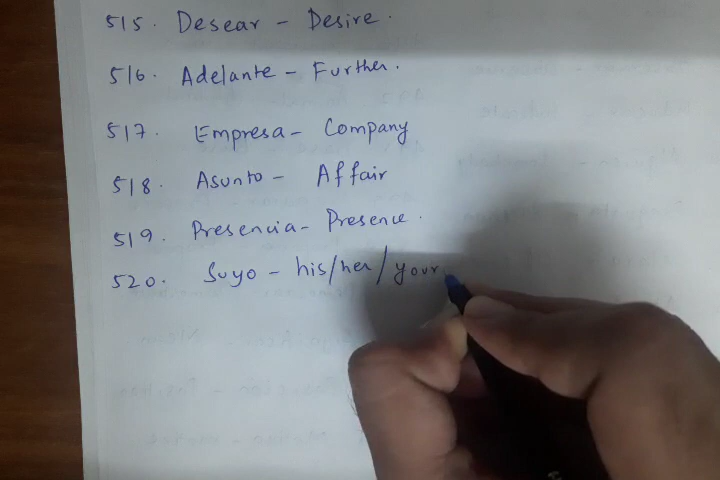 515. Desear - Desire.
516. Adelante - Further.
517. Empresa - Company
518. Asunto - Affair
519. Presencia - Presence.
520. Suyo - his/her/your